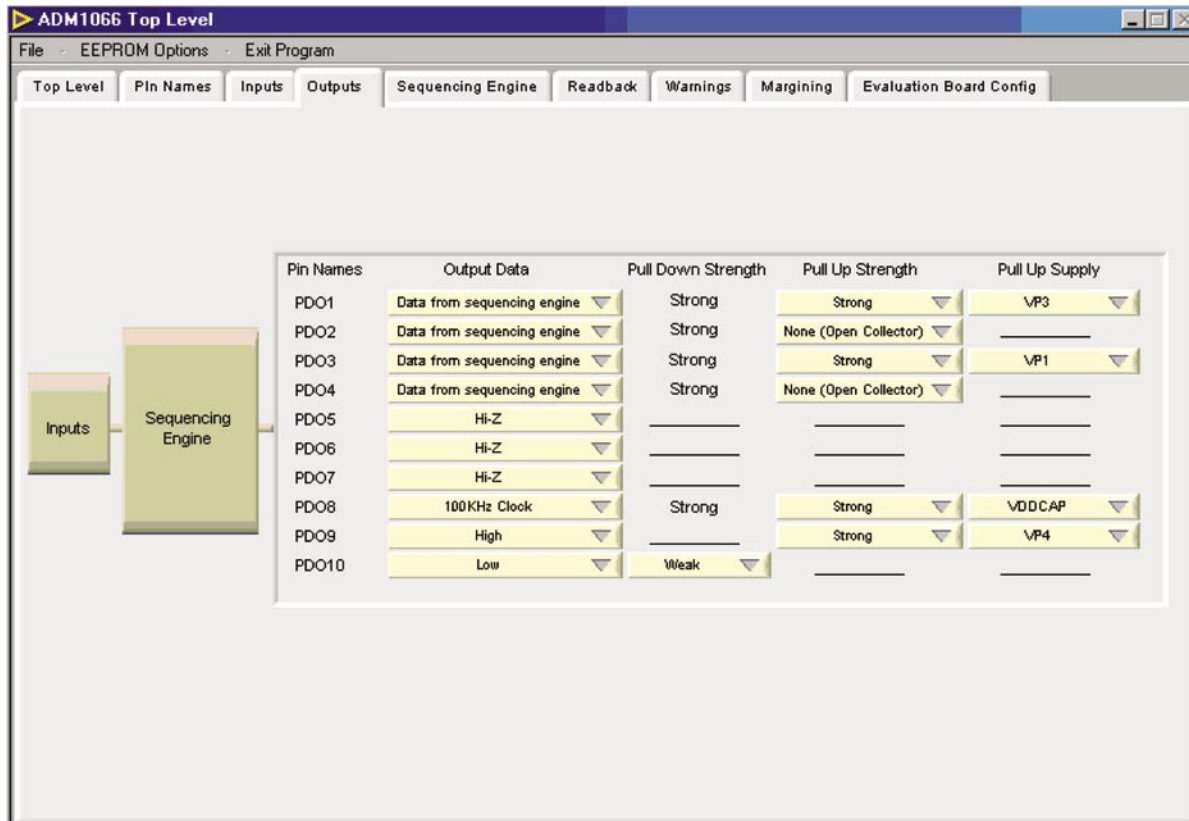 ADM1066 Top Level
File - EEPROM Options - Exit Program
Top Level PIn Names Inputs Outputs Sequencing Engine Readback Warnings Margining Evaluation Board Config
Pin Names Output Data Pull Down Strength Pull Up Strength Pull Up Supply
PDO1 Data from sequencing engine Strong Strong VP3
PDO2 Data from sequencing engine Strong None (Open Collector)
PDO3 Data from sequencing engine Strong Strong VP1
PDO4 Data from sequencing engine Strong None (Open Collector)
PDO5 Hi-Z
PDO6 Hi-Z
PDO7 Hi-Z
PDO8 100KHz Clock Strong Strong VDDCAP
PDO9 High Strong VP4
PDO10 Low Weak
Inputs
Sequencing
Engine